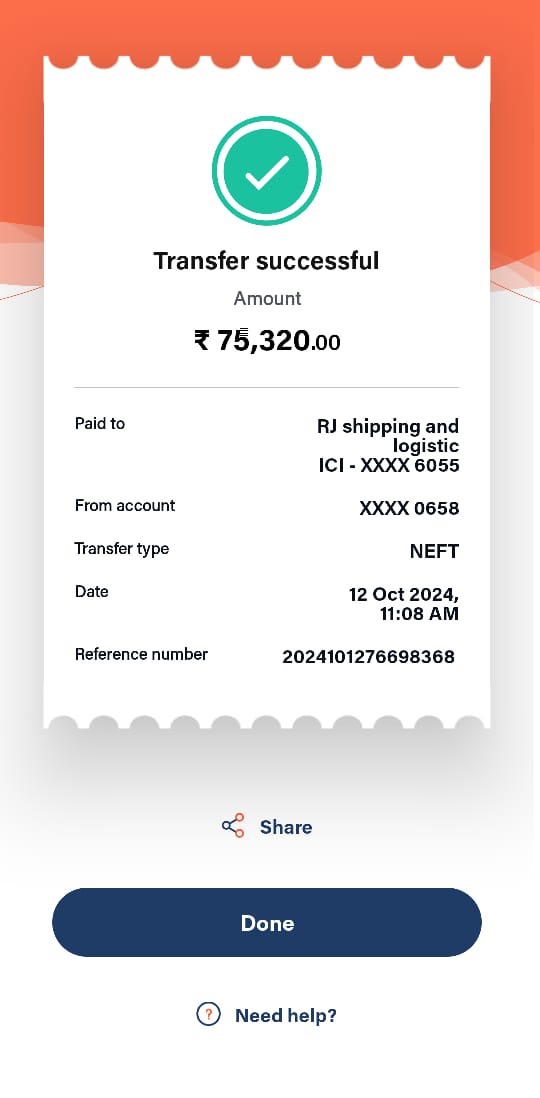 Transfer successful
Amount
₹ 75,320.00
Paid to
RJ shipping and
logistic
ICI - XXXX 6055
From account
XXXX 0658
Transfer type
NEFT
Date
12 Oct 2024,
11:08 AM
Reference number
2024101276698368
Share
Done
? Need help?